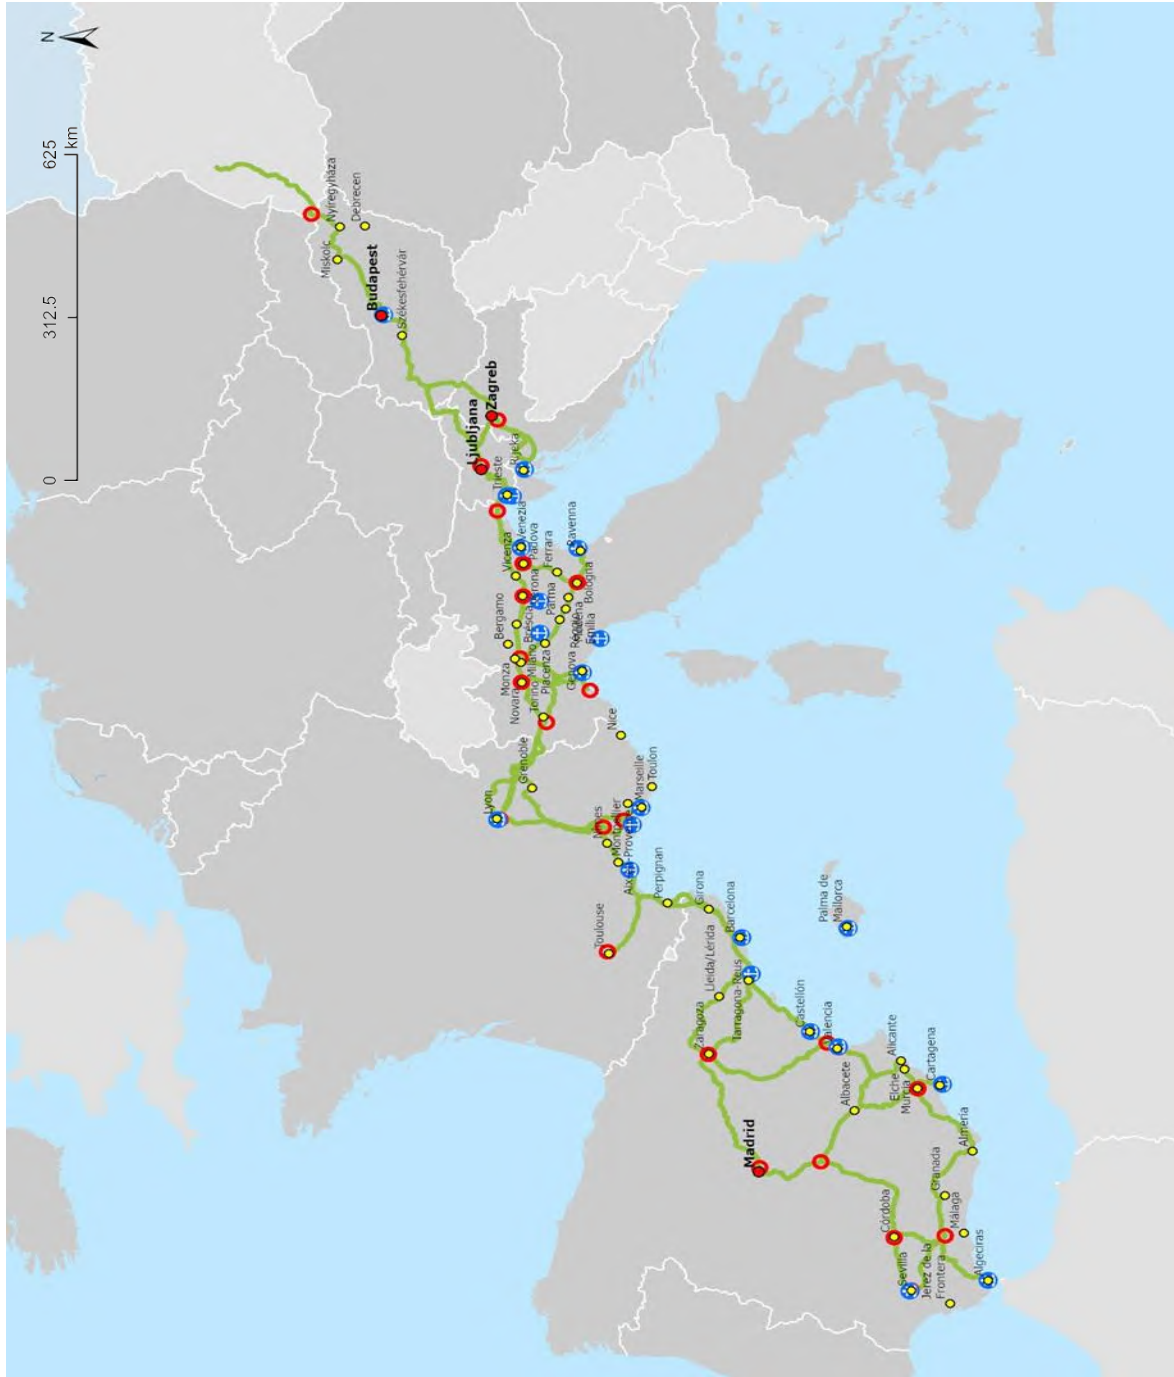 N
0
312.5
625
km
Nyíregyháza
Debrecen
Miskolc
Budapest
Székesfehérvár
Zagreb
Ljubljana
Rijeka
Trieste
Venezia
Padova
Vicenza
Ferrara
Ravenna
Bologna
Parma
Bréscia
Bergamo
Milano
Monza
Piacenza
Reggio
Emilia
Novara
Torino
Genova
Nice
Grenoble
Lyon
Toulon
Marseille
Perpignan
Girona
Toulouse
Barcelona
Lleida/Lérida
Tarragona-Reus
Palma de
Mallorca
Zaragoza
Castellón
Valencia
Alicante
Elche
Murcia
Cartagena
Albacete
Almería
Madrid
Granada
Málaga
Córdoba
Sevilla
Jerez de la
Frontera
Algeciras